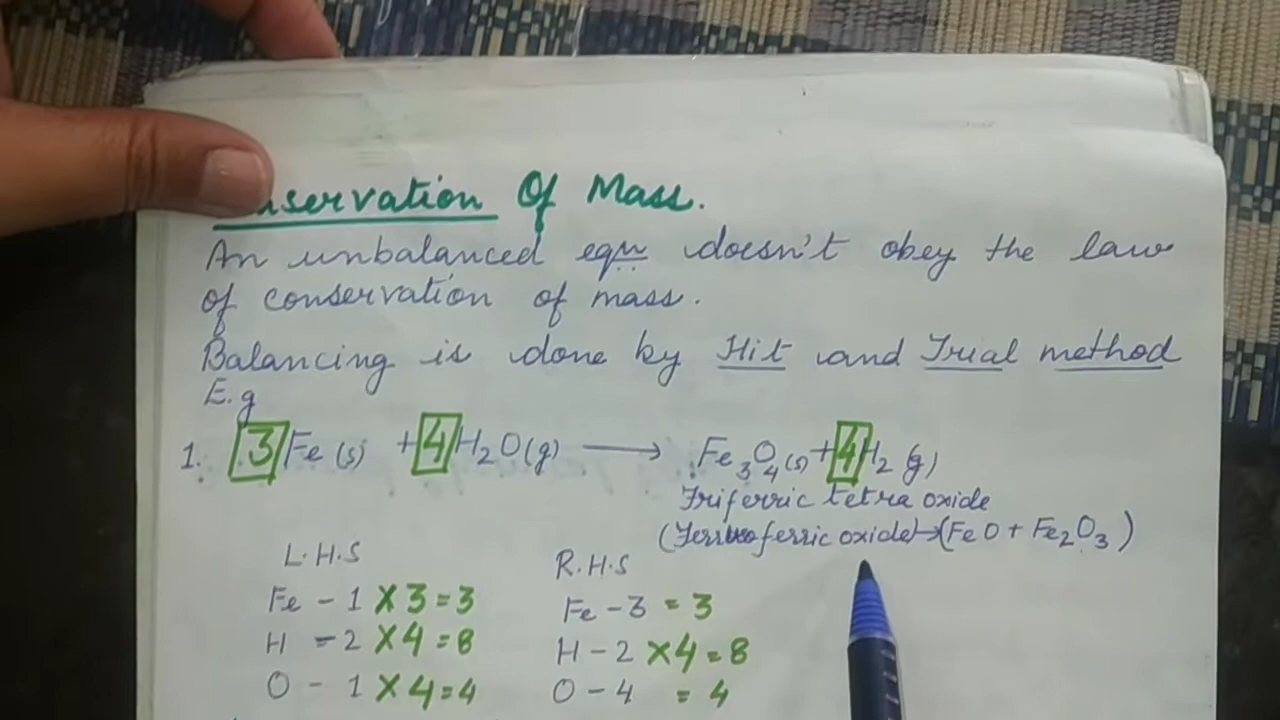 nservation Of Mass.
An unbalanced eqn doesn't obey the law
of conservation of mass.
Balancing is done by Hit and Trial method
E.g
1. 3Fe(s) + 4H2O(g) → Fe3O4(s) + 4H2(g)
Triferric tetra oxide
(Ferrosoferric oxide) → (FeO + Fe2O3)
L.H.S
Fe - 1 × 3 = 3
H - 2 × 4 = 8
O - 1 × 4 = 4
R.H.S
Fe - 3 = 3
H - 2 × 4 = 8
O - 4 = 4